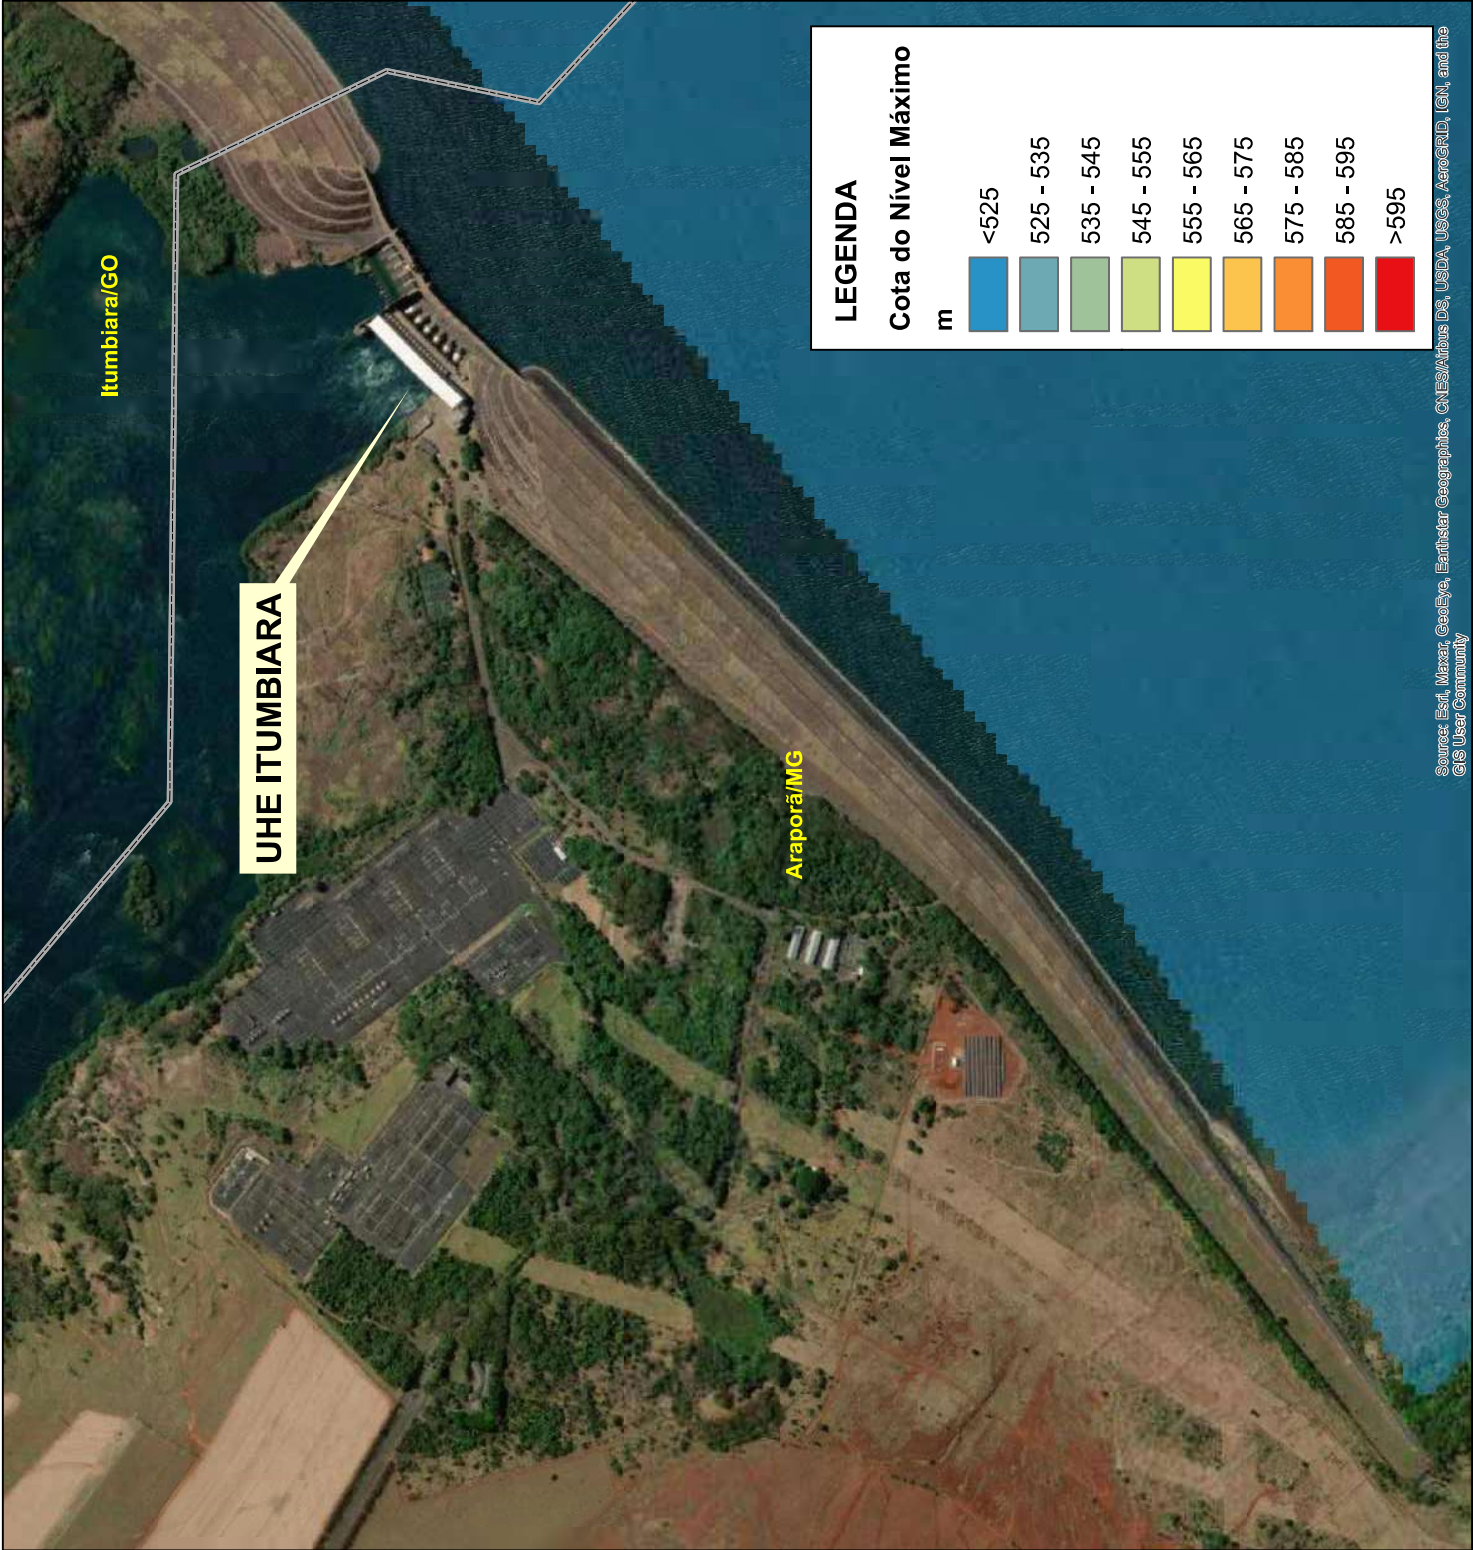 Itumbiara/GO
UHE ITUMBIARA
Araporã/MG
LEGENDA
Cota do Nível Máximo
m
<525
525 - 535
535 - 545
545 - 555
555 - 565
565 - 575
575 - 585
585 - 595
>595
Source: Esri, Maxar, GeoEye, Earthstar Geographics, CNES/Airbus DS, USDA, USGS, AeroGRID, IGN, and the
GIS User Community